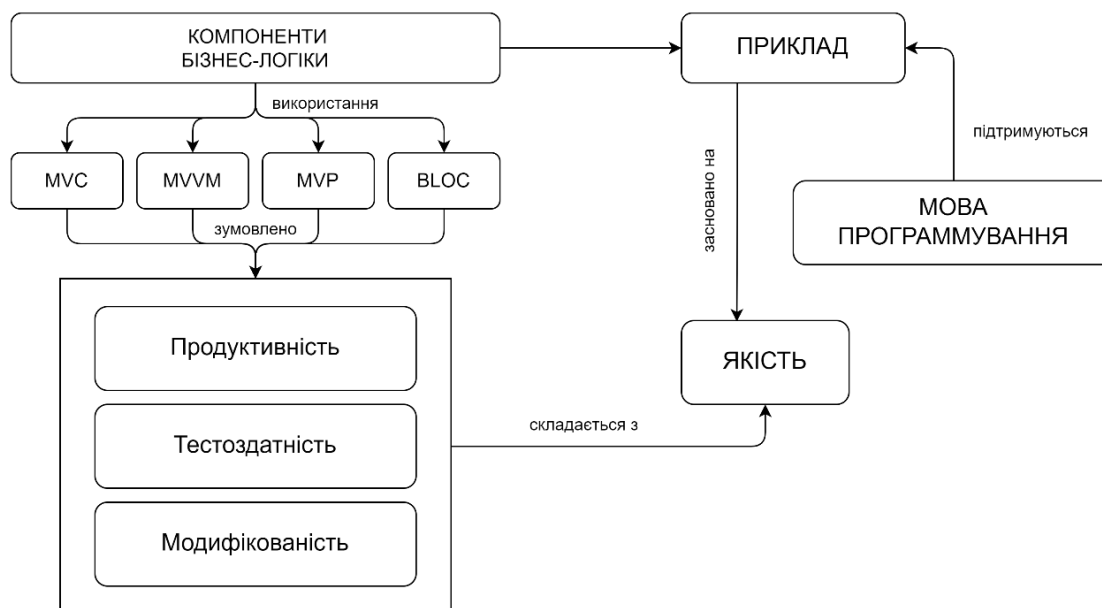 КОМПОНЕНТИ
БІЗНЕС-ЛОГІКИ
ПРИКЛАД
використання
підтримуються
MVC
MVVM
MVP
BLOC
засновано на
МОВА
ПРОГРАММУВАННЯ
зумовлено
Продуктивність
ЯКІСТЬ
Тестоздатність
складається з
Модифікованість